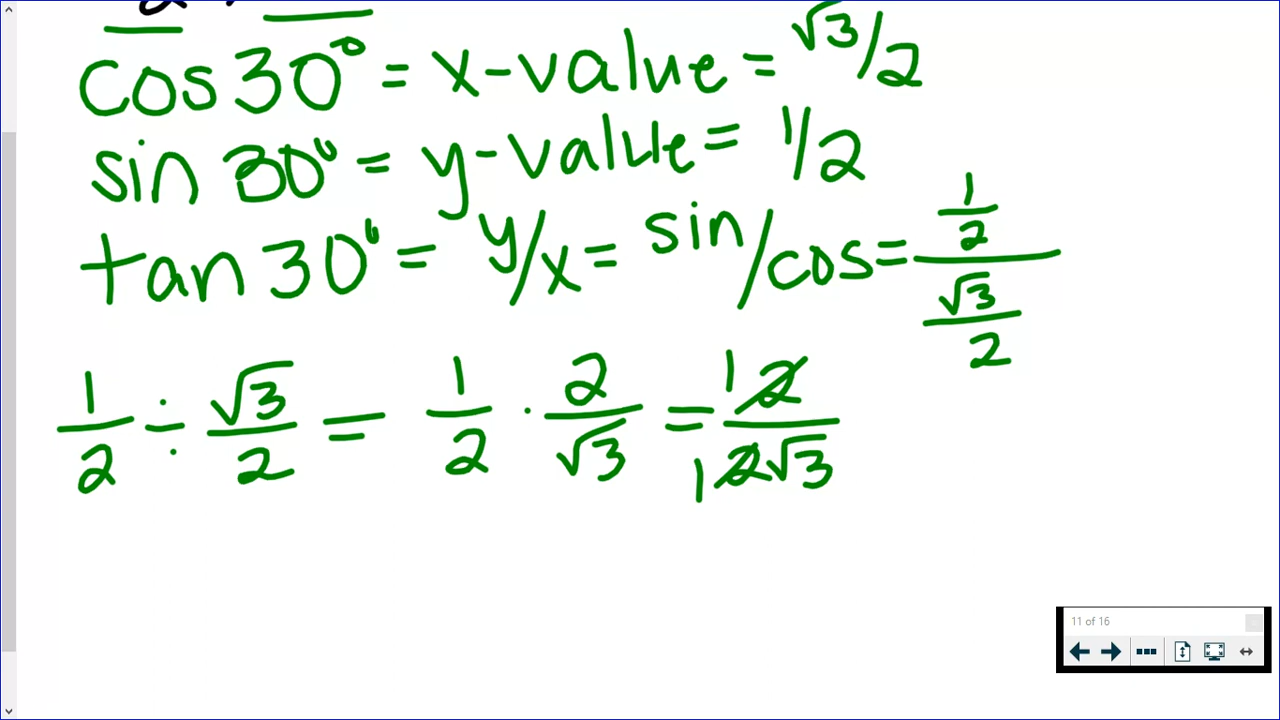 cos 30° = x-value = √3/2
sin 30° = y-value = 1/2
tan 30° = y/x = sin/cos = (1/2)/(√3/2)
1/2 ÷ √3/2 = 1/2 · 2/√3 = 1 2/1 2√3
11 of 16